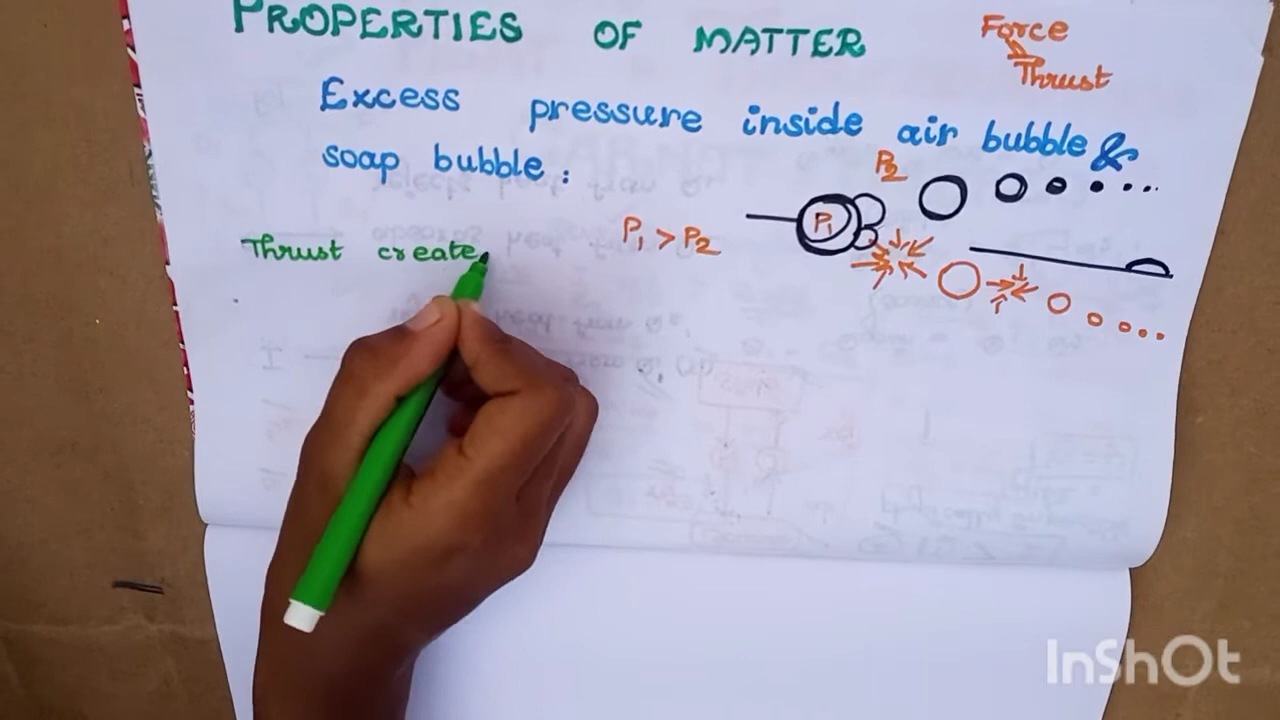 PROPERTIES OF MATTER
Force
Thrust
Excess pressure inside air bubble &
soap bubble :
P2
P1
P1 > P2
Thrust create
InShOt